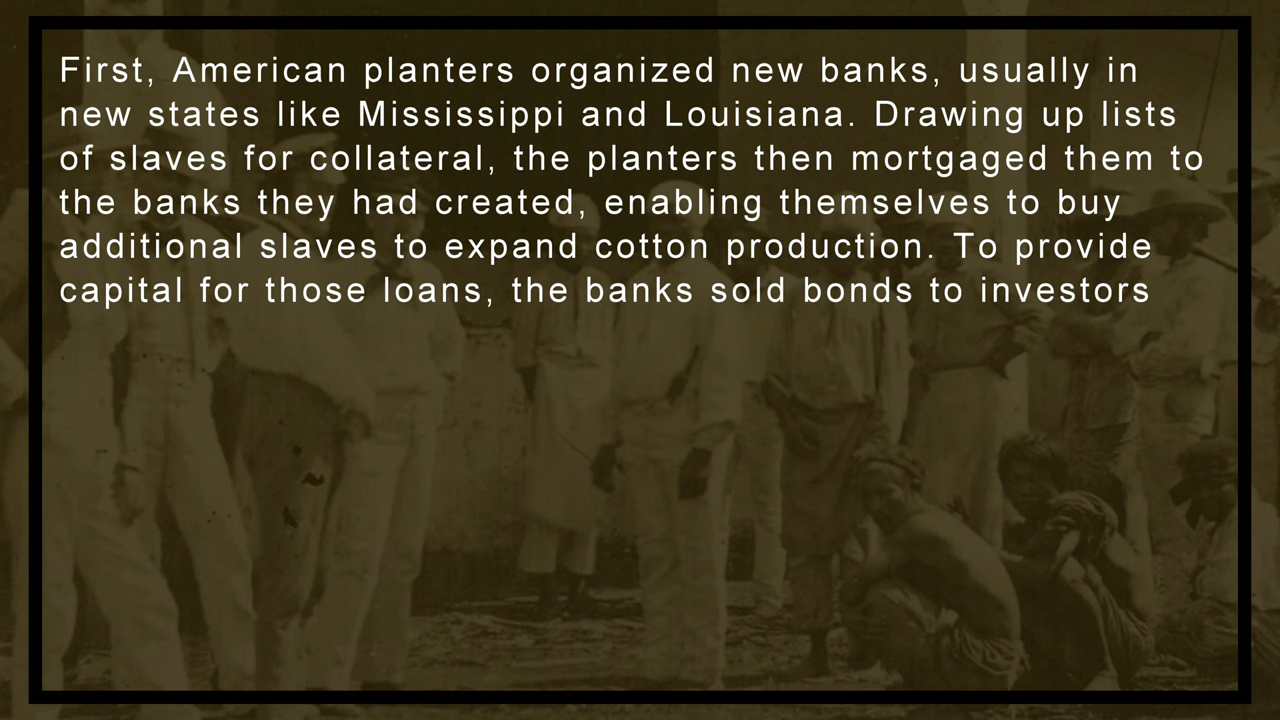 First, American planters organized new banks, usually in
new states like Mississippi and Louisiana. Drawing up lists
of slaves for collateral, the planters then mortgaged them to
the banks they had created, enabling themselves to buy
additional slaves to expand cotton production. To provide
capital for those loans, the banks sold bonds to investors